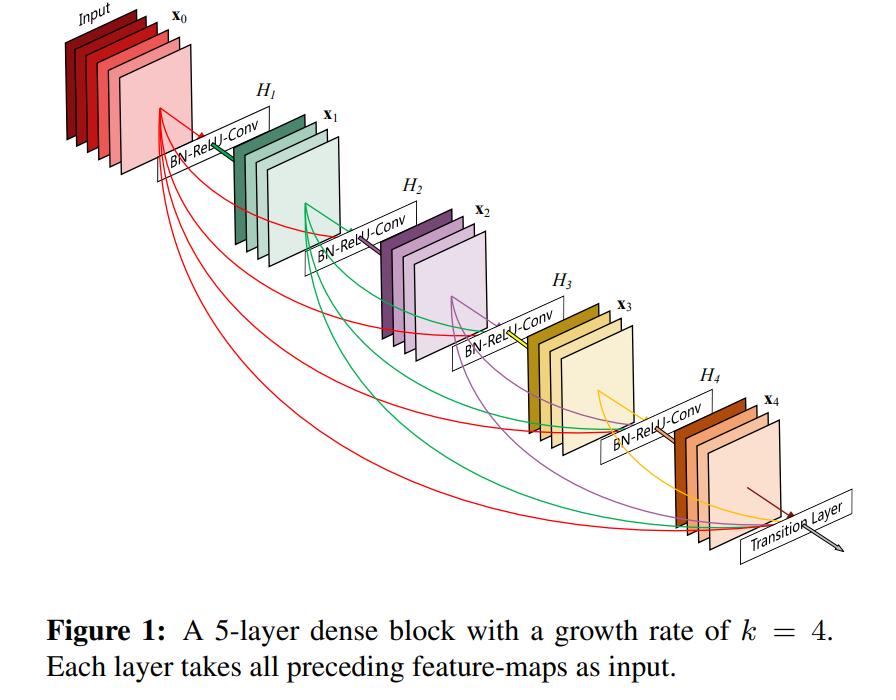 Input
x₀
H₁
BN-ReLU-Conv
x₁
H₂
BN-ReLU-Conv
x₂
H₃
BN-ReLU-Conv
x₃
H₄
BN-ReLU-Conv
x₄
Transition Layer
Figure 1: A 5-layer dense block with a growth rate of k = 4.
Each layer takes all preceding feature-maps as input.